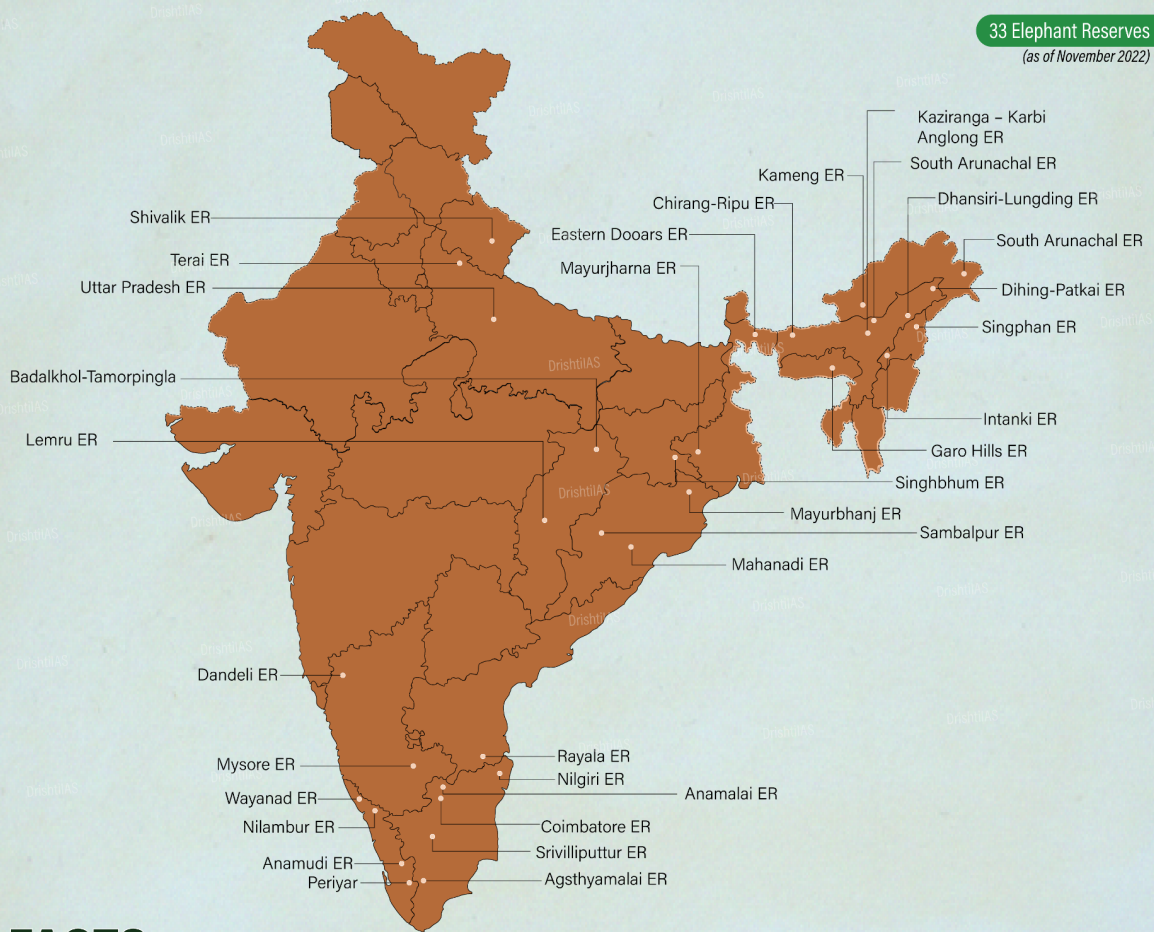 33 Elephant Reserves
(as of November 2022)
Kaziranga – Karbi
Anglong ER
South Arunachal ER
Kameng ER
Dhansiri-Lungding ER
Chirang-Ripu ER
Shivalik ER
Eastern Dooars ER
South Arunachal ER
Terai ER
Mayurjharna ER
Uttar Pradesh ER
Dihing-Patkai ER
Singphan ER
Badalkhol-Tamorpingla
Intanki ER
Lemru ER
Garo Hills ER
Singhbhum ER
Mayurbhanj ER
Sambalpur ER
Mahanadi ER
Dandeli ER
Rayala ER
Mysore ER
Nilgiri ER
Anamalai ER
Wayanad ER
Nilambur ER
Coimbatore ER
Srivilliputtur ER
Anamudi ER
Periyar
Agsthyamalai ER
DrishtiIAS